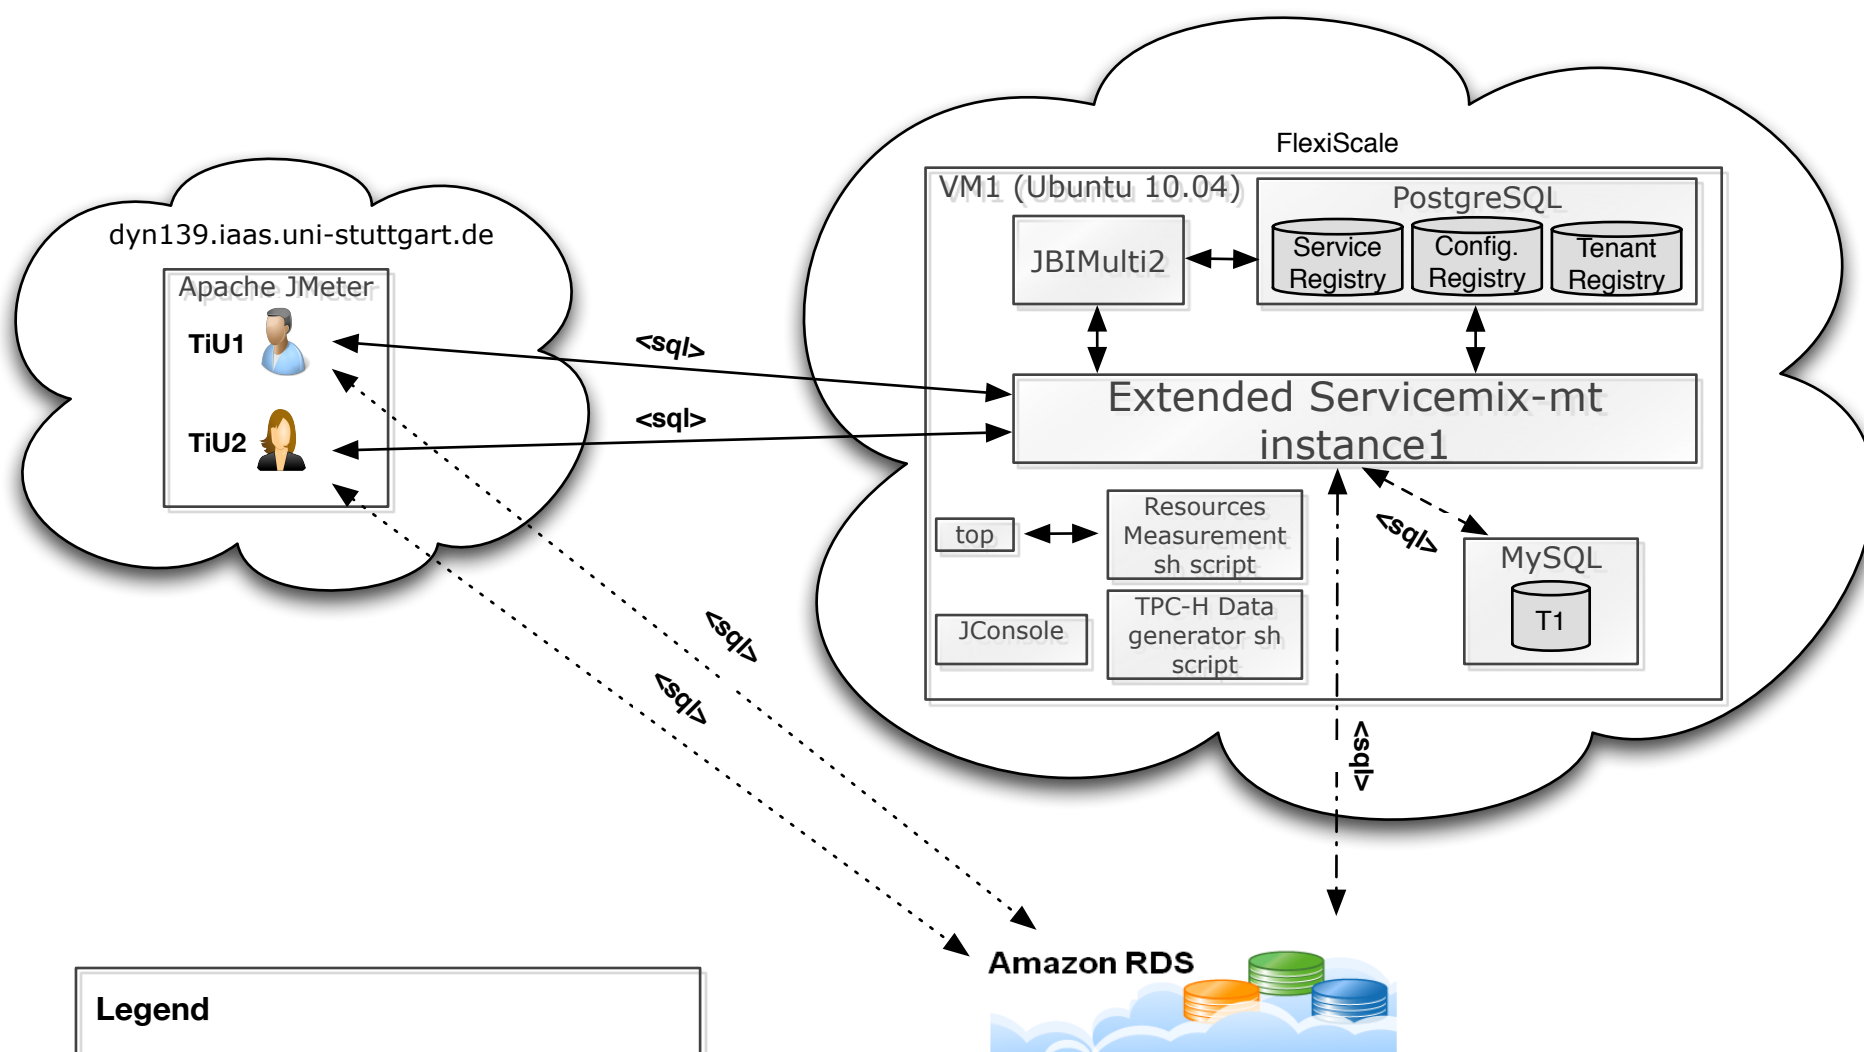 FlexiScale
dyn139.iaas.uni-stuttgart.de
Apache JMeter
TiU1
TiU2
<sql>
<sql>
<sql>
<sql>
VM1 (Ubuntu 10.04)
JBIMulti2
PostgreSQL
Service
Registry
Config.
Registry
Tenant
Registry
Extended Servicemix-mt
instance1
top
Resources
Measurement
sh script
JConsole
TPC-H Data
generator sh
script
<sql>
MySQL
T1
<sql>
Amazon RDS
Legend